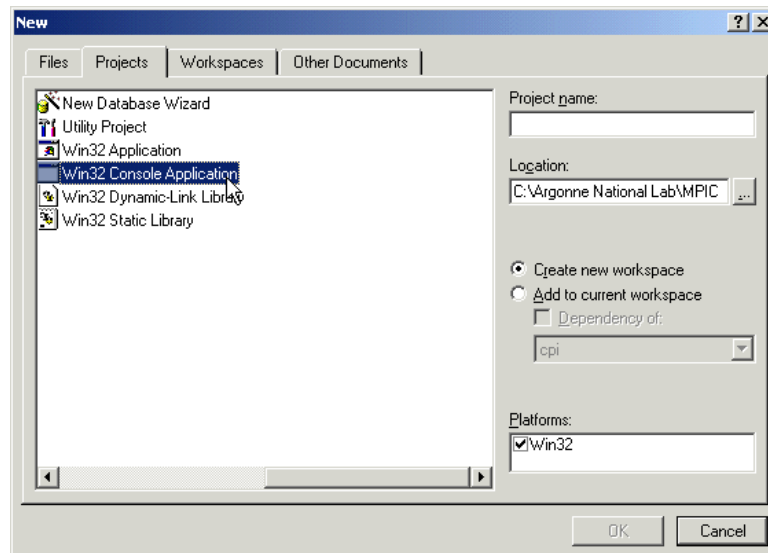 New
Files
Projects
Workspaces
Other Documents
New Database Wizard
Utility Project
Win32 Application
Win32 Console Application
Win32 Dynamic-Link Library
Win32 Static Library
Project name:
Location:
C:\Argonne National Lab\MPIC
...
Create new workspace
Add to current workspace
Dependency of:
cpi
Platforms:
Win32
OK
Cancel